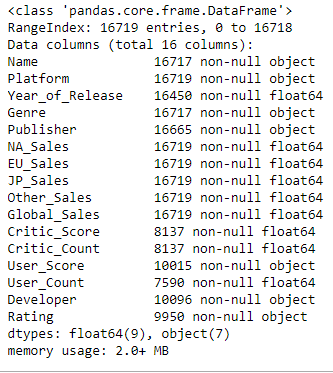 <class 'pandas.core.frame.DataFrame'>
RangeIndex: 16719 entries, 0 to 16718
Data columns (total 16 columns):
Name               16717 non-null object
Platform           16719 non-null object
Year_of_Release    16450 non-null float64
Genre              16717 non-null object
Publisher          16665 non-null object
NA_Sales           16719 non-null float64
EU_Sales           16719 non-null float64
JP_Sales           16719 non-null float64
Other_Sales        16719 non-null float64
Global_Sales       16719 non-null float64
Critic_Score       8137 non-null float64
Critic_Count       8137 non-null float64
User_Score         10015 non-null object
User_Count         7590 non-null float64
Developer          10096 non-null object
Rating             9950 non-null object
dtypes: float64(9), object(7)
memory usage: 2.0+ MB